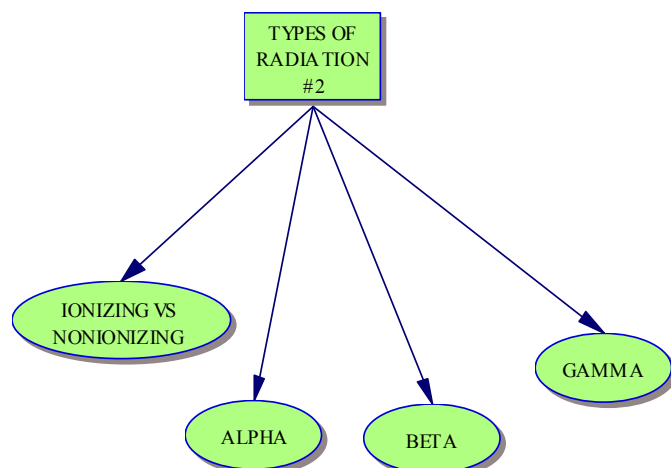 TYPES OF
RADIATION
#2
IONIZING VS
NONIONIZING
ALPHA
BETA
GAMMA